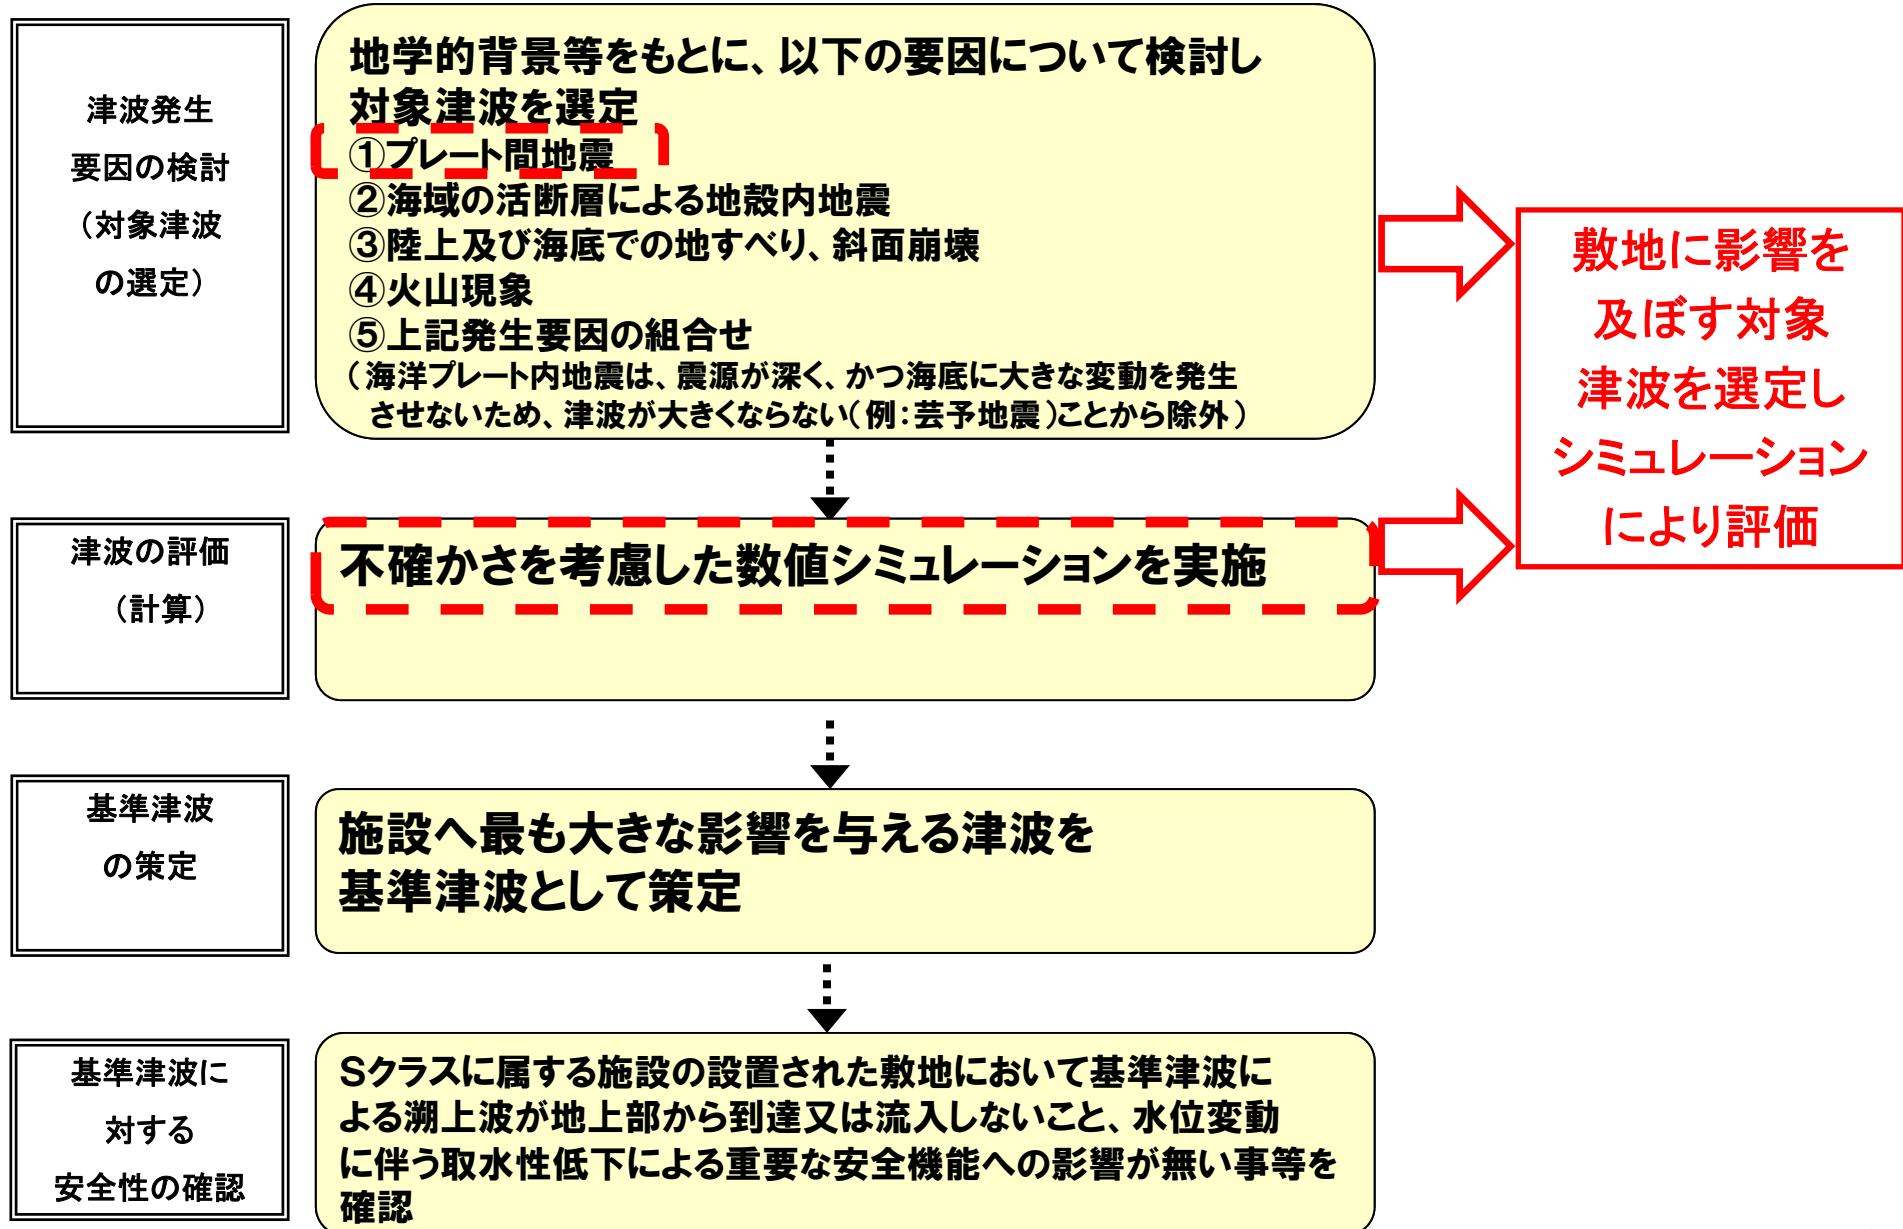 津波発生
要因の検討
（対象津波
の選定）
地学的背景等をもとに、以下の要因について検討し
対象津波を選定
①プレート間地震
②海域の活断層による地殻内地震
③陸上及び海底での地すべり、斜面崩壊
④火山現象
⑤上記発生要因の組合せ
（海洋プレート内地震は、震源が深く、かつ海底に大きな変動を発生
させないため、津波が大きくならない（例：芸予地震）ことから除外）
敷地に影響を
及ぼす対象
津波を選定し
シミュレーション
により評価
津波の評価
（計算）
不確かさを考慮した数値シミュレーションを実施
基準津波
の策定
施設へ最も大きな影響を与える津波を
基準津波として策定
基準津波に
対する
安全性の確認
Sクラスに属する施設の設置された敷地において基準津波に
よる溯上波が地上部から到達又は流入しないこと、水位変動
に伴う取水性低下による重要な安全機能への影響が無い事等を
確認